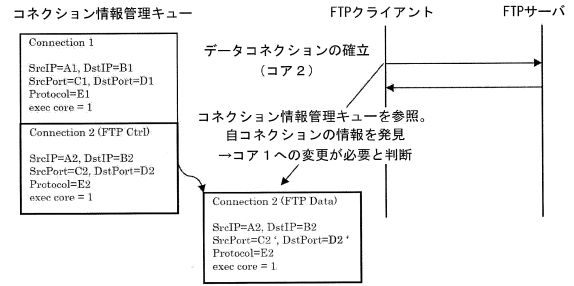 コネクション情報管理キュー
FTPクライアント
FTPサーバ
Connection 1
SrcIP=A1, DstIP=B1
SrcPort=C1, DstPort=D1
Protocol=E1
exec core = 1
Connection 2 (FTP Ctrl)
SrcIP=A2, DstIP=B2
SrcPort=C2, DstPort=D2
Protocol=E2
exec core = 1
データコネクションの確立
(コア2)
コネクション情報管理キューを参照。
自コネクションの情報を発見
→コア1への変更が必要と判断
Connection 2 (FTP Data)
SrcIP=A2, DstIP=B2
SrcPort=C2 ‘, DstPort=D2 ‘
Protocol=E2
exec core = 1